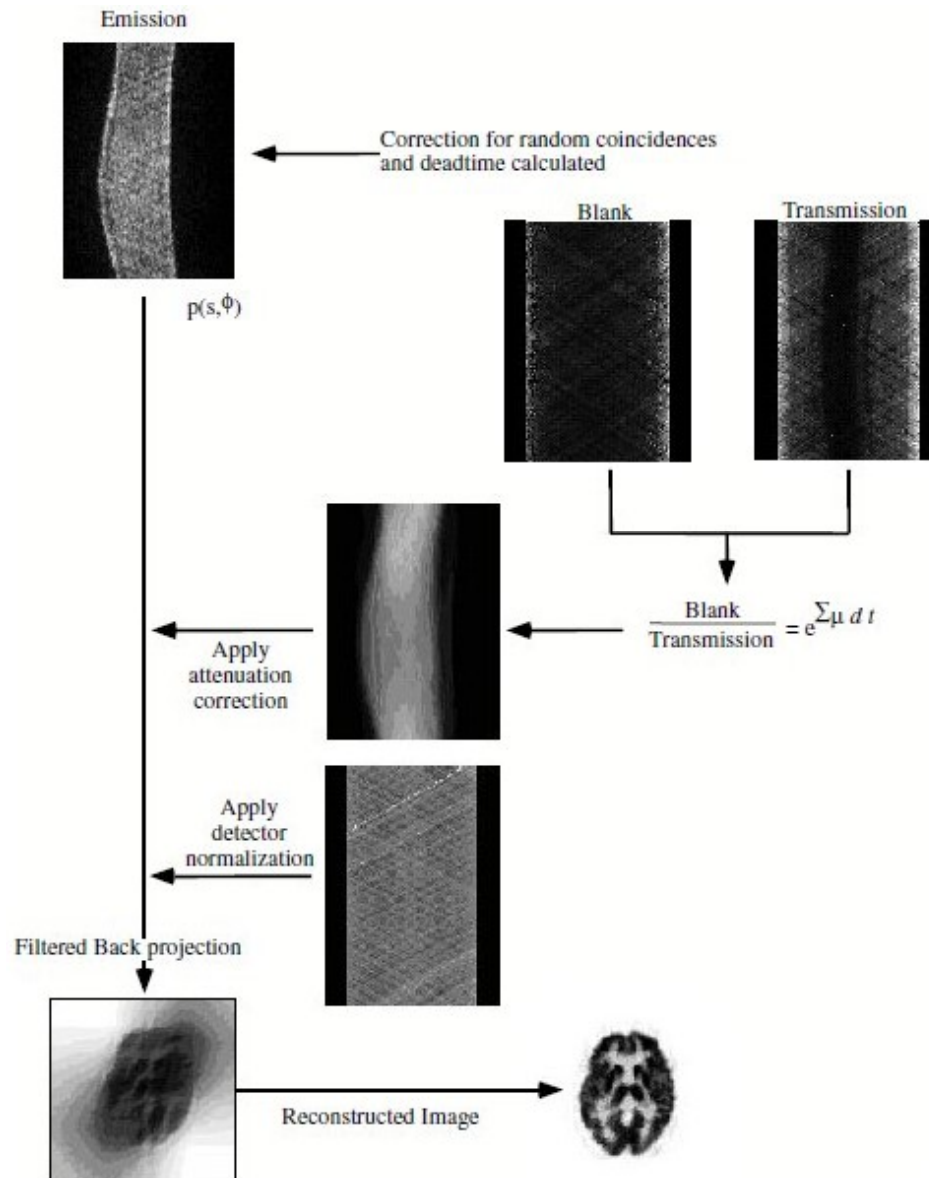 Emission
Correction for random coincidences
and deadtime calculated
Blank
Transmission
p(s,ϕ)
Blank
Transmission
= e^Σμ d t
Apply
attenuation
correction
Apply
detector
normalization
Filtered Back projection
Reconstructed Image